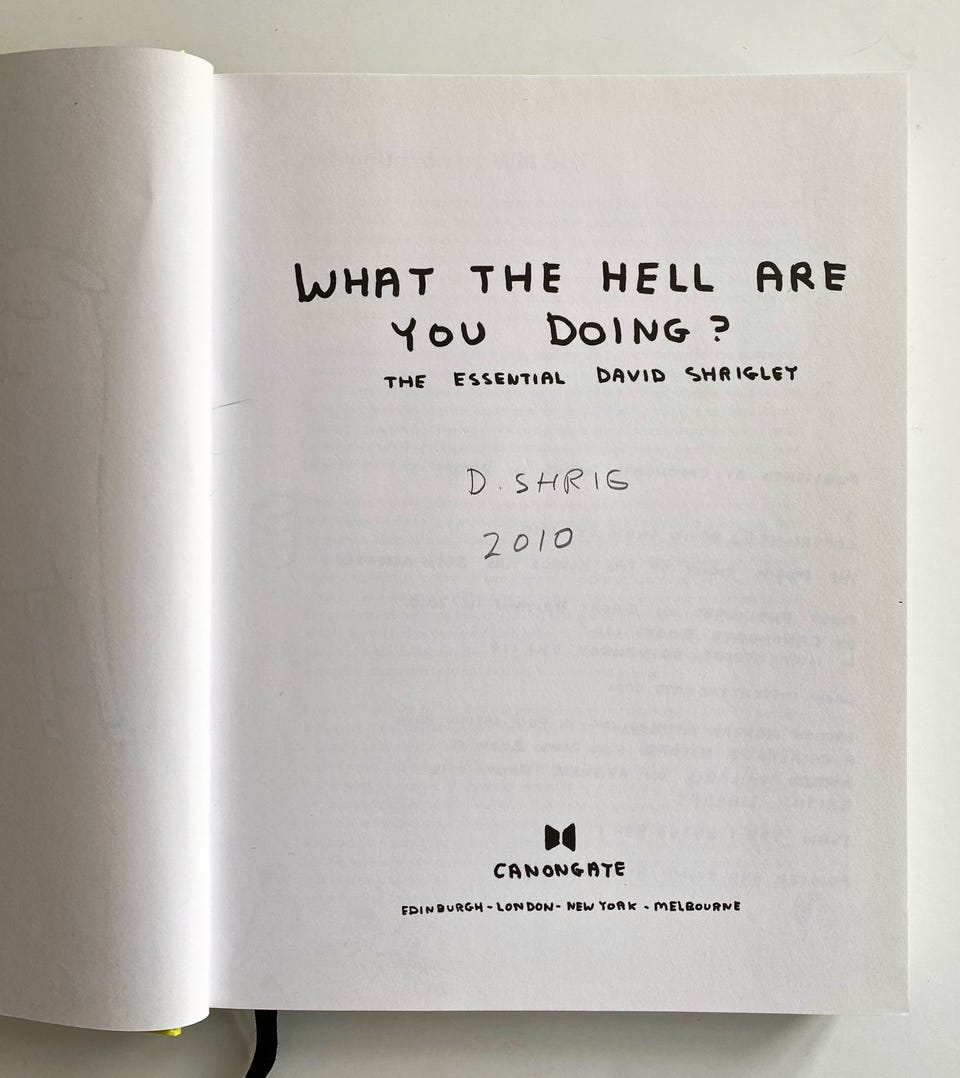 WHAT THE HELL ARE
YOU DOING?
THE ESSENTIAL DAVID SHRIGLEY
D. SHRIG
2010
CANONGATE
EDINBURGH - LONDON - NEW YORK - MELBOURNE